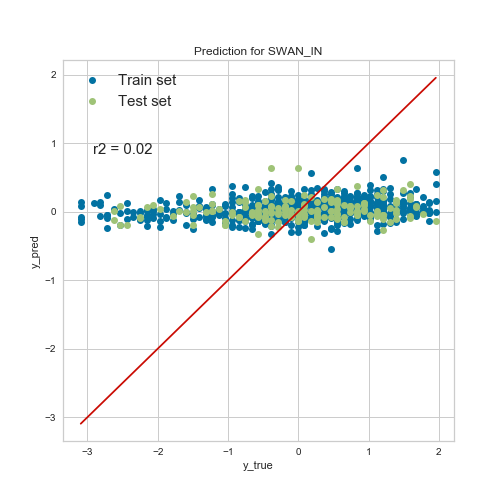 Prediction for SWAN_IN
Train set
Test set
r2 = 0.02
2
1
0
−1
−2
−3
y_pred
−3
−2
−1
0
1
2
y_true